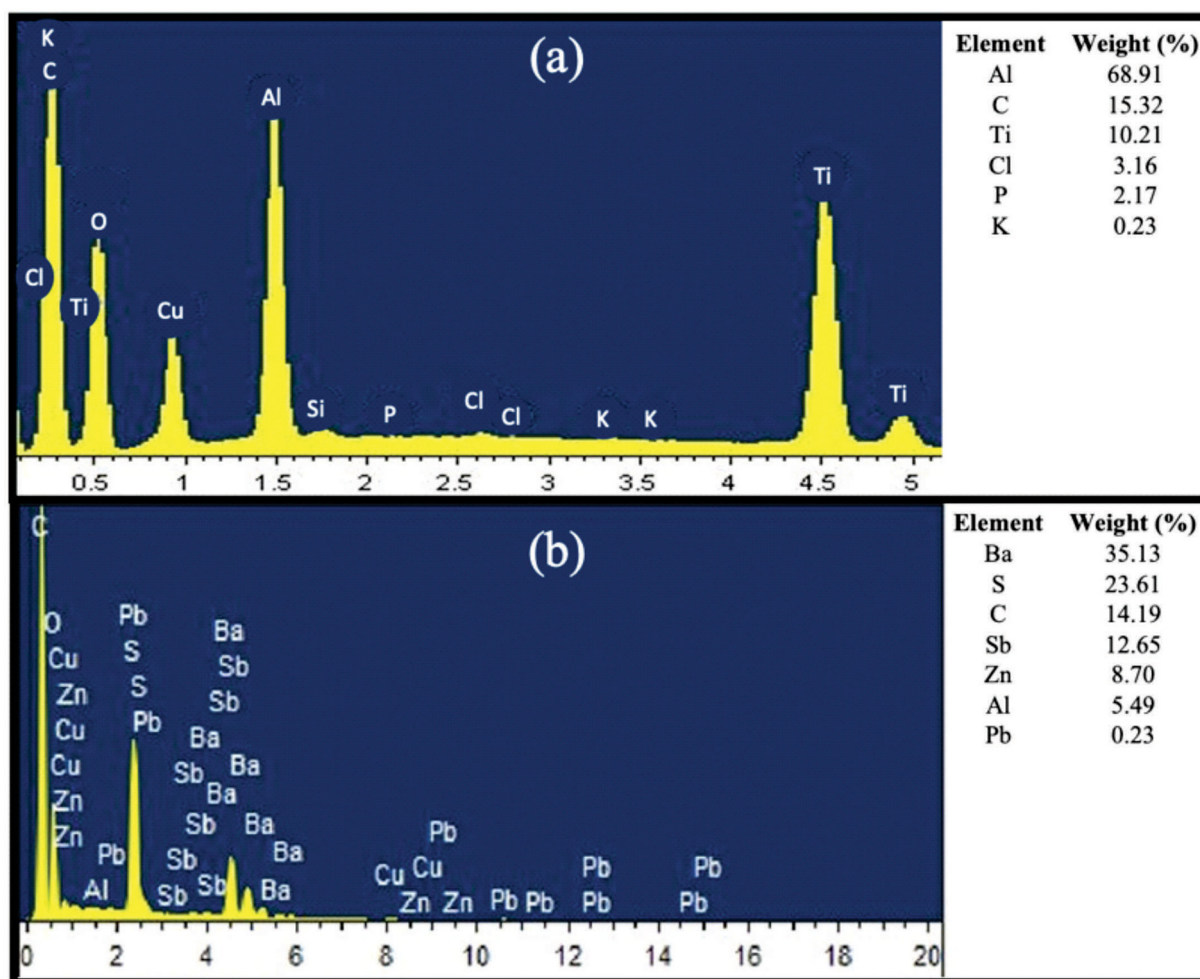 (a)
K
C
Al
Ti
O
Cl
Ti
Cu
Si
P
Cl
Cl
K
K
Ti
0.5 1 1.5 2 2.5 3 3.5 4 4.5 5
Element Weight (%)
Al 68.91
C 15.32
Ti 10.21
Cl 3.16
P 2.17
K 0.23
(b)
C
O
Cu
Zn
Cu
Cu
Zn
Zn
Pb
Al
Pb
S
S
Pb
Ba
Sb
Sb
Ba
Sb
Ba
Ba
Sb
Ba
Sb
Ba
Sb
Sb
Ba
Pb
Cu
Cu
Zn
Zn
Pb
Pb
Pb
Pb
Pb
Pb
0 2 4 6 8 10 12 14 16 18 20
Element Weight (%)
Ba 35.13
S 23.61
C 14.19
Sb 12.65
Zn 8.70
Al 5.49
Pb 0.23